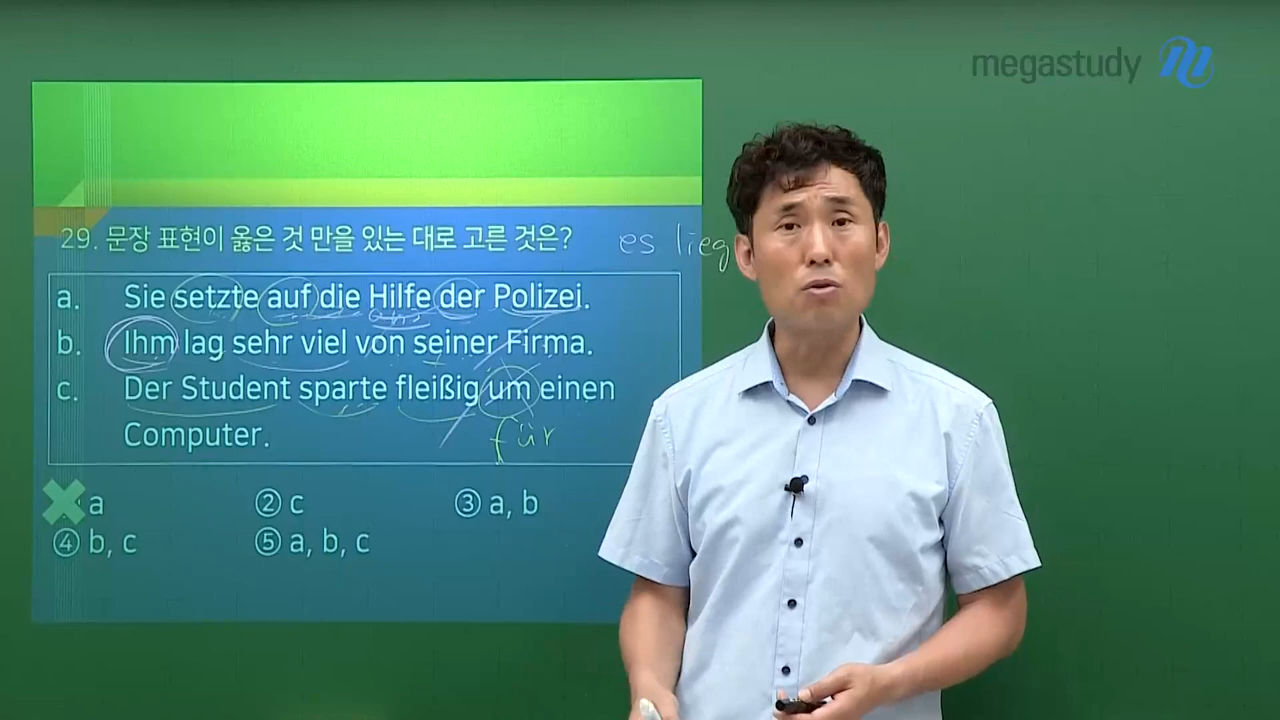 megastudy
29. 문장 표현이 옳은 것 만을 있는 대로 고른 것은?
es lieg
a. Sie setzte auf die Hilfe der Polizei.
b. Ihm lag sehr viel von seiner Firma.
c. Der Student sparte fleißig um einen
Computer.
für
a ② c ③ a, b
④ b, c ⑤ a, b, c